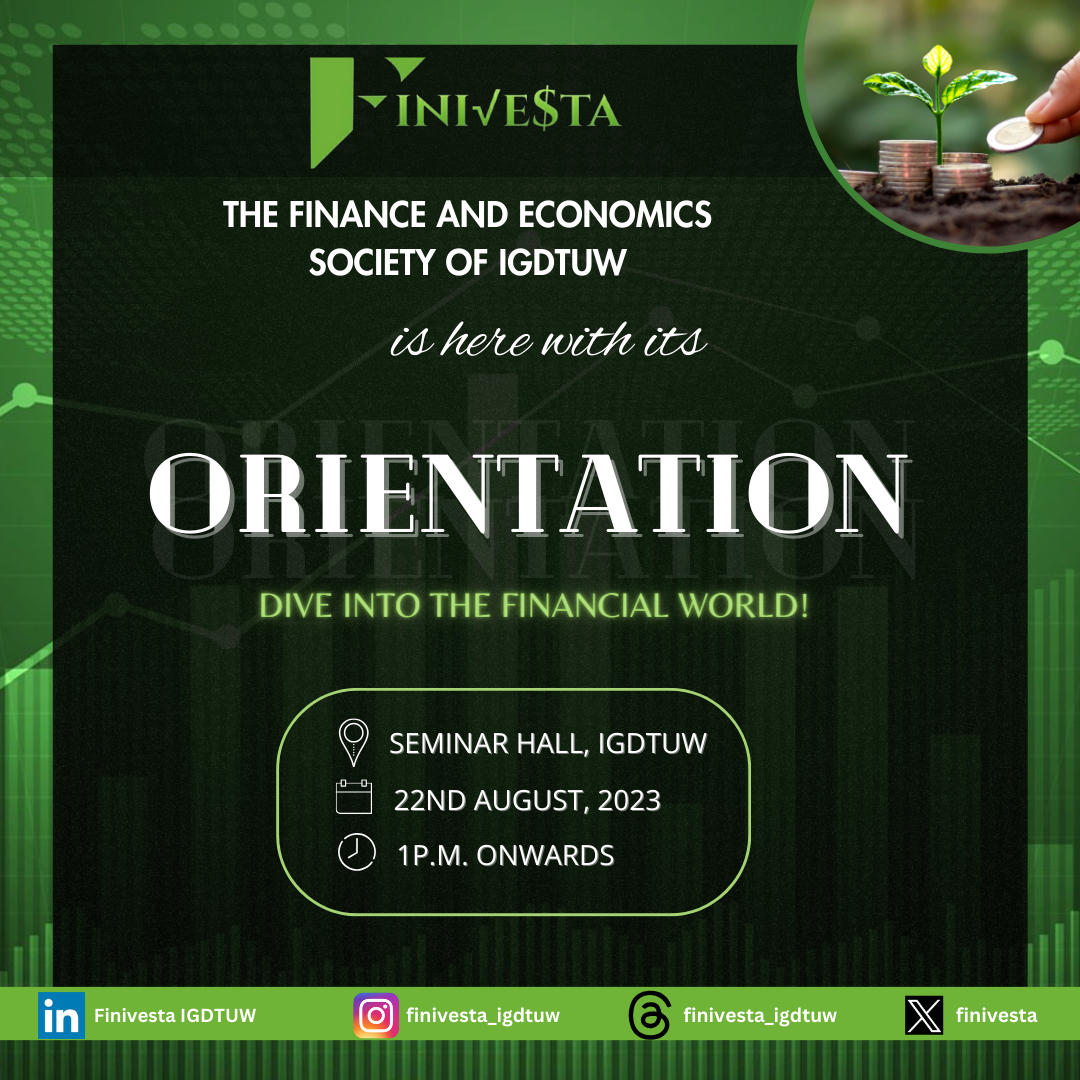 FINIVE$TA
THE FINANCE AND ECONOMICS
SOCIETY OF IGDTUW
is here with its
ORIENTATION
DIVE INTO THE FINANCIAL WORLD!
SEMINAR HALL, IGDTUW
22ND AUGUST, 2023
1P.M. ONWARDS
Finivesta IGDTUW
finivesta_igdtuw
finivesta_igdtuw
finivesta